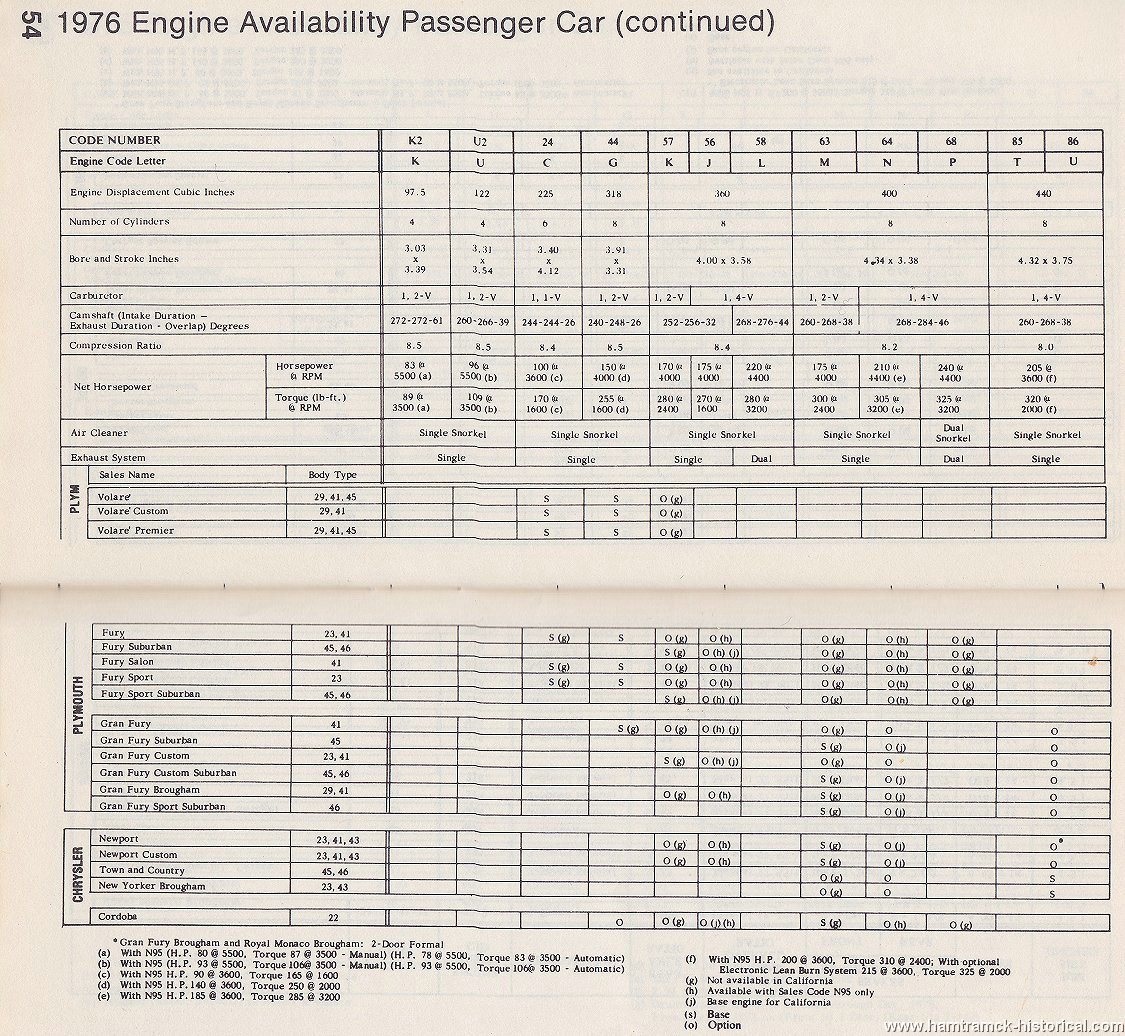 54 1976 Engine Availability Passenger Car (continued)
CODE NUMBER K2 U2 24 44 57 56 58 63 64 68 85 86
Engine Code Letter K U C G K J L M N P T U
Engine Displacement Cubic Inches 97.5 122 225 318 360 400 440
Number of Cylinders 4 4 6 8 8 8 8
3.03 3.31 3.40 3.91
Bore and Stroke Inches x x x x 4.00 x 3.58 4.34 x 3.38 4.32 x 3.75
3.39 3.54 4.12 3.31
Carburetor 1, 2-V 1, 2-V 1, 1-V 1, 2-V 1, 2-V 1, 4-V 1, 2-V 1, 4-V 1, 4-V
Camshaft (Intake Duration –
Exhaust Duration - Overlap) Degrees 272-272-61 260-266-39 244-244-26 240-248-26 252-256-32 268-276-44 260-268-38 268-284-46 260-268-38
Compression Ratio 8.5 8.5 8.4 8.5 8.4 8.2 8.0
Net Horsepower
Horsepower 83 @ 96 @ 100 @ 150 @ 170 @ 175 @ 220 @ 175 @ 210 @ 240 @ 205 @
@ RPM 5500 (a) 5500 (b) 3600 (c) 4000 (d) 4000 4000 4400 4000 4400 (e) 4400 3600 (f)
Torque (lb-ft.) 89 @ 109 @ 170 @ 255 @ 280 @ 270 @ 280 @ 300 @ 305 @ 325 @ 320 @
@ RPM 3500 (a) 3500 (b) 1600 (c) 1600 (d) 2400 1600 3200 2400 3200 (e) 3200 2000 (f)
Air Cleaner Single Snorkel Single Snorkel Single Snorkel Single Snorkel Dual Snorkel Single Snorkel
Exhaust System Single Single Single Dual Single Dual Single
Sales Name Body Type
PLYM
Volare' 29, 41, 45 S S O (g)
Volare' Custom 29, 41 S S O (g)
Volare' Premier 29, 41, 45 S S O (g)
PLYMOUTH
Fury 23, 41 S (g) S O (g) O (h) O (g) O (h) O (g)
Fury Suburban 45, 46 S (g) O (h) (j) O (g) O (h) O (g)
Fury Salon 41 S (g) S O (g) O (h) O (g) O (h) O (g)
Fury Sport 23 S (g) S O (g) O (h) O (g) O(h) O (g)
Fury Sport Suburban 45, 46 S (g) O (h) (j) O(g) O(h) O (g)
Gran Fury 41 S (g) O (g) O (h) (j) O (g) O O
Gran Fury Suburban 45 S (g) O (j) O
Gran Fury Custom 23, 41 S (g) O (h) (j) O (g) O O
Gran Fury Custom Suburban 45, 46 S (g) O (j) O
Gran Fury Brougham 29, 41 O (g) O (h) S (g) O (j) O
Gran Fury Sport Suburban 46 S (g) O (j) O
CHRYSLER
Newport 23, 41, 43 O (g) O (h) S (g) O (j) O*
Newport Custom 23, 41, 43 O (g) O (h) S (g) O (j) O
Town and Country 45, 46 O (g) O S
New Yorker Brougham 23, 43 O (g) O S
Cordoba 22 O O (g) O (j) (h) S (g) O (h) O (g)
* Gran Fury Brougham and Royal Monaco Brougham: 2-Door Formal
(a) With N95 (H.P. 80 @ 5500, Torque 87 @ 3500 - Manual) (H.P. 78 @ 5500, Torque 83 @ 3500 - Automatic)
(b) With N95 (H.P. 93 @ 5500, Torque 106@ 3500 - Manual) (H.P. 93 @ 5500, Torque 106@ 3500 - Automatic)
(c) With N95 H.P. 90 @ 3600, Torque 165 @ 1600
(d) With N95 H.P. 140 @ 3600, Torque 250 @ 2000
(e) With N95 H.P. 185 @ 3600, Torque 285 @ 3200
(f) With N95 H.P. 200 @ 3600, Torque 310 @ 2400; With optional
Electronic Lean Burn System 215 @ 3600, Torque 325 @ 2000
(g) Not available in California
(h) Available with Sales Code N95 only
(j) Base engine for California
(s) Base
(o) Option
www.hamtramck-historical.com